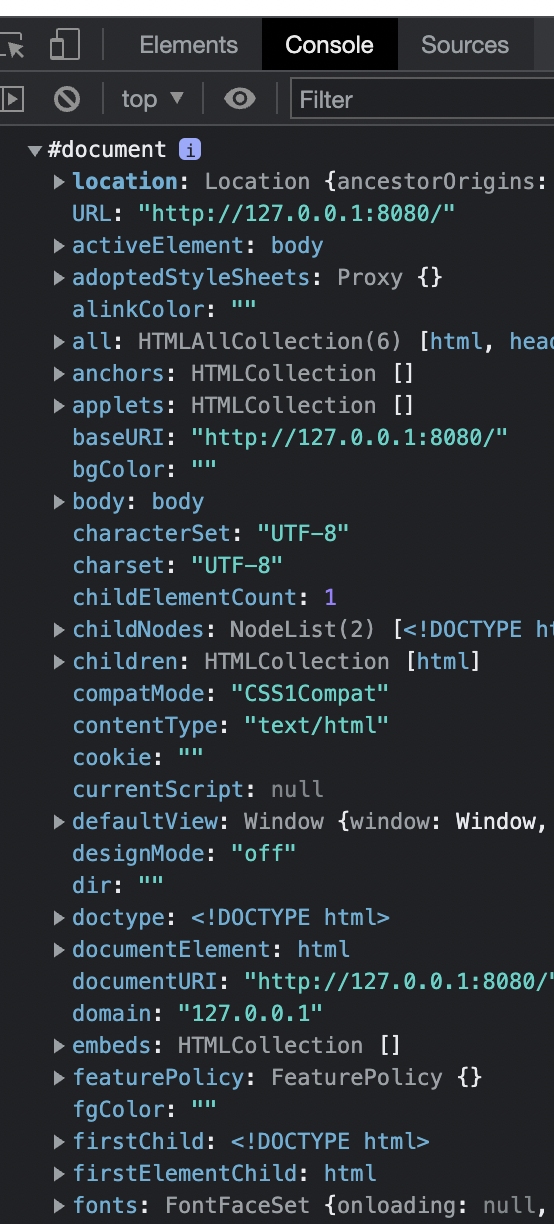 Elements Console Sources
top ▼ Filter
▼#document i
▶location: Location {ancestorOrigins:
URL: "http://127.0.0.1:8080/"
▶activeElement: body
▶adoptedStyleSheets: Proxy {}
alinkColor: ""
▶all: HTMLAllCollection(6) [html, head
▶anchors: HTMLCollection []
▶applets: HTMLCollection []
baseURI: "http://127.0.0.1:8080/"
bgColor: ""
▶body: body
characterSet: "UTF-8"
charset: "UTF-8"
childElementCount: 1
▶childNodes: NodeList(2) [<!DOCTYPE ht
▶children: HTMLCollection [html]
compatMode: "CSS1Compat"
contentType: "text/html"
cookie: ""
currentScript: null
▶defaultView: Window {window: Window,
designMode: "off"
dir: ""
▶doctype: <!DOCTYPE html>
▶documentElement: html
documentURI: "http://127.0.0.1:8080/"
domain: "127.0.0.1"
▶embeds: HTMLCollection []
▶featurePolicy: FeaturePolicy {}
fgColor: ""
▶firstChild: <!DOCTYPE html>
▶firstElementChild: html
▶fonts: FontFaceSet {onloading: null,